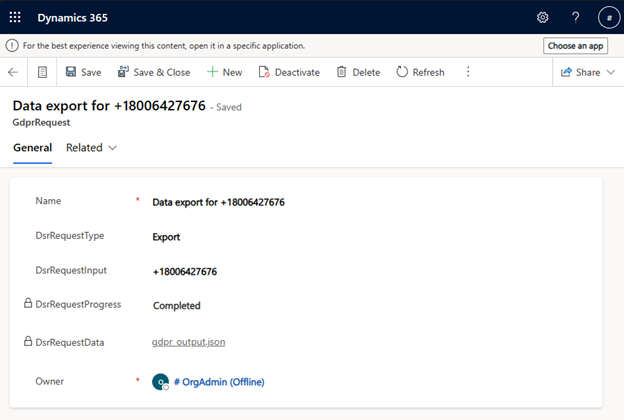 Dynamics 365
?
#
For the best experience viewing this content, open it in a specific application.
Choose an app
Save
Save & Close
New
Deactivate
Delete
Refresh
Share
Data export for +18006427676 - Saved
GdprRequest
General
Related
Name * Data export for +18006427676
DsrRequestType Export
DsrRequestInput +18006427676
DsrRequestProgress Completed
DsrRequestData gdpr_output.json
Owner * O # OrgAdmin (Offline)